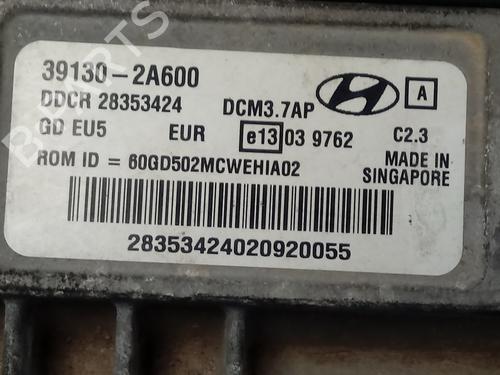 39130-2A600
DDCR 28353424 DCM3.7AP A
GD EU5 EUR e13 03 9762 C2.3
ROM ID = 60GD502MCWEHIA02 MADE IN
SINGAPORE
28353424020920055